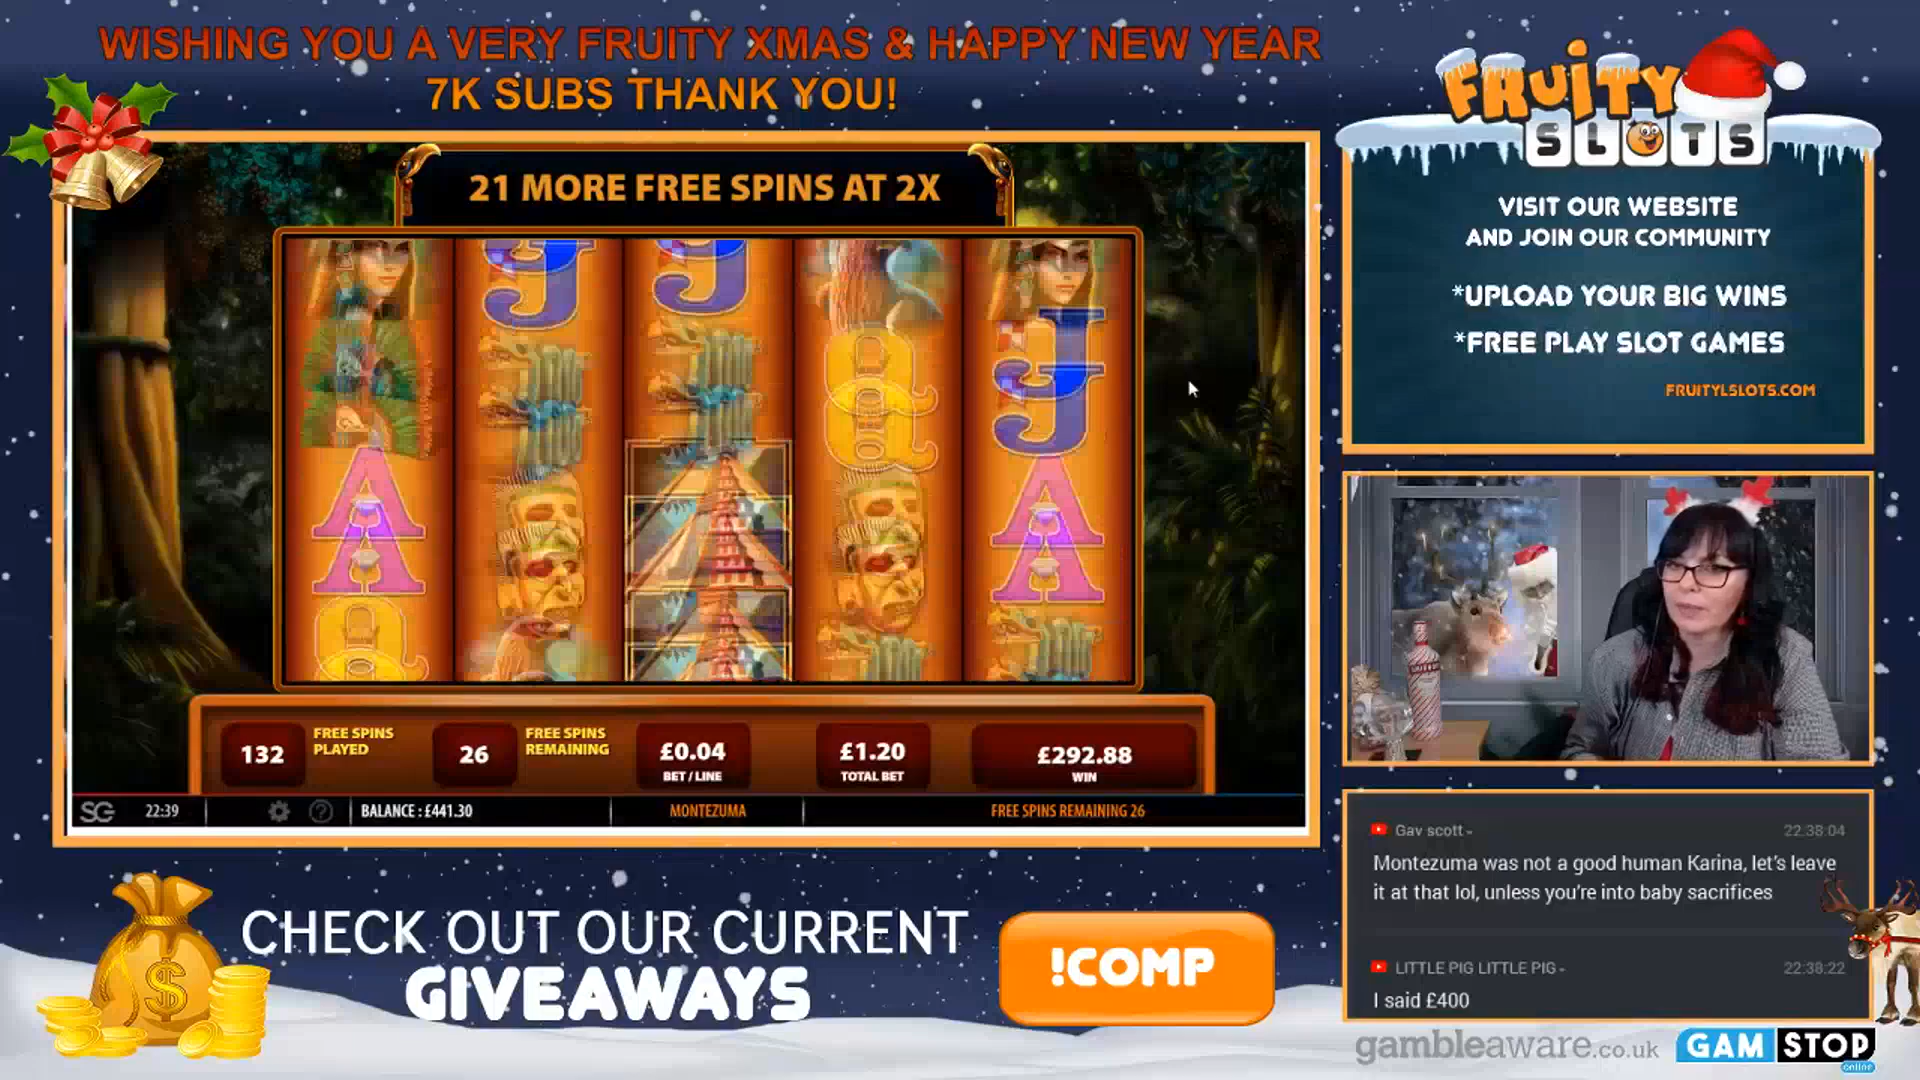 WISHING YOU A VERY FRUITY XMAS & HAPPY NEW YEAR
7K SUBS THANK YOU!
21 MORE FREE SPINS AT 2X
J
J
Q
Q
J
A
A
A
A
Q
132
FREE SPINS
PLAYED
26
FREE SPINS
REMAINING
£0.04
BET / LINE
£1.20
TOTAL BET
£292.88
WIN
SG
22:39
?
BALANCE : £441.30
MONTEZUMA
FREE SPINS REMAINING 26
FRUITY
SLOTS
VISIT OUR WEBSITE
AND JOIN OUR COMMUNITY
*UPLOAD YOUR BIG WINS
*FREE PLAY SLOT GAMES
FRUITYLSLOTS.COM
Gav scott
22:38:04
Montezuma was not a good human Karina, let's leave
it at that lol, unless you're into baby sacrifices
LITTLE PIG LITTLE PIG
22:38:22
I said £400
$
CHECK OUT OUR CURRENT
GIVEAWAYS
!COMP
gambleaware.co.uk
GAMSTOP
online